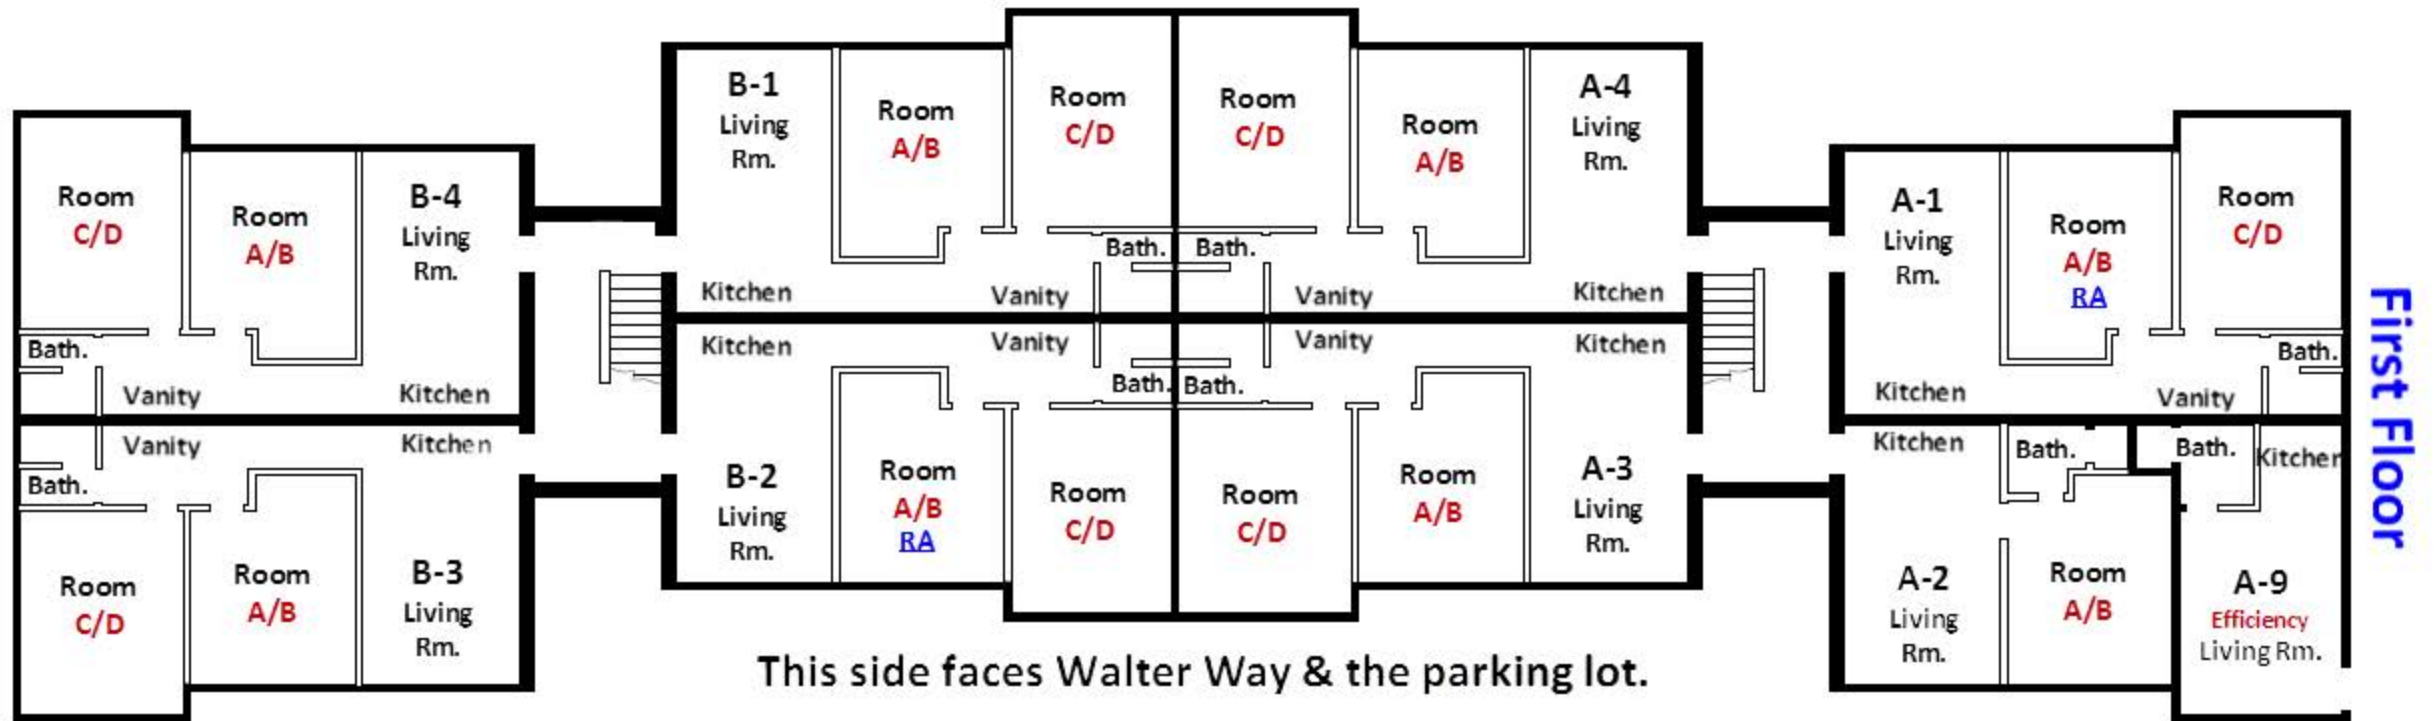 B-1
Living
Rm.
Room
A/B
Room
C/D
Room
C/D
Room
A/B
A-4
Living
Rm.
Room
C/D
Room
A/B
B-4
Living
Rm.
A-1
Living
Rm.
Room
A/B
RA
Room
C/D
Bath.
Bath.
Kitchen
Vanity
Vanity
Kitchen
Kitchen
Vanity
Vanity
Kitchen
Bath.
Bath.
Bath.
Vanity
Kitchen
Vanity
Kitchen
Bath.
Bath.
Kitchen
Vanity
Kitchen
Bath.
Bath.
Kitchen
First Floor
Room
C/D
Room
A/B
B-3
Living
Rm.
B-2
Living
Rm.
Room
A/B
RA
Room
C/D
Room
C/D
Room
A/B
A-3
Living
Rm.
A-2
Living
Rm.
Room
A/B
A-9
Efficiency
Living Rm.
This side faces Walter Way & the parking lot.